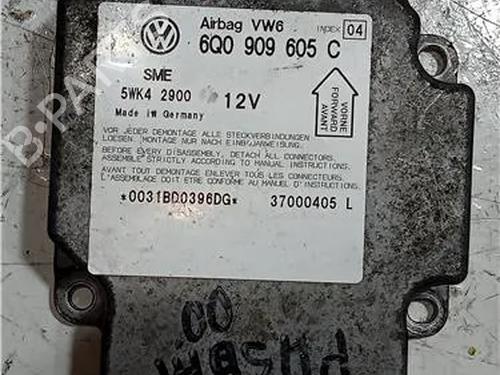 Airbag VW6
INDEX 04
6Q0 909 605 C
SME
5WK4 2900
12V
Made in Germany
VORNE
FORWARD
AVANT
VOR JEDER DEMONTAGE ALLE STECKVERBINDUNGEN
LOESEN. MONTAGE NUR NACH EINBAUANWEISUNG.
BEFORE EVERY DISASSEMBLY, DETACH ALL CONNECTORS.
ASSEMBLE STRICTLY ACCORDING TO MANUAL INSTRUCTIONS.
AVANT TOUT DEMONTAGE ENLEVER TOUS LES CONNECTEURS.
L'ASSEMBLAGE DOIT ETRE CONFORME AU MANUEL D'INSTRUCTIONS.
*0031BD0396DG*
37000405 L
00
B-PARTS